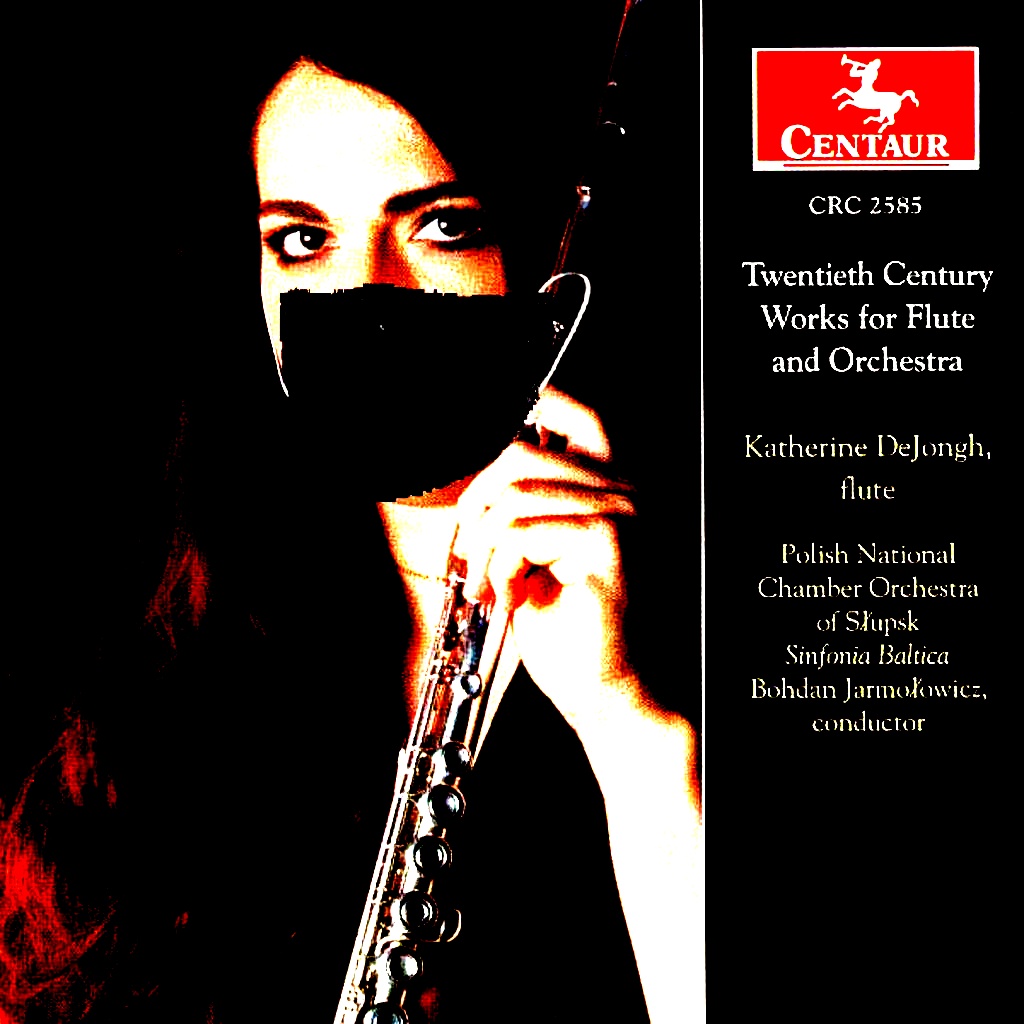 CENTAUR
CRC 2585
Twentieth Century
Works for Flute
and Orchestra
Katherine DeJongh,
flute
Polish National
Chamber Orchestra
of Słupsk
Sinfonia Baltica
Bohdan Jarmołowicz,
conductor